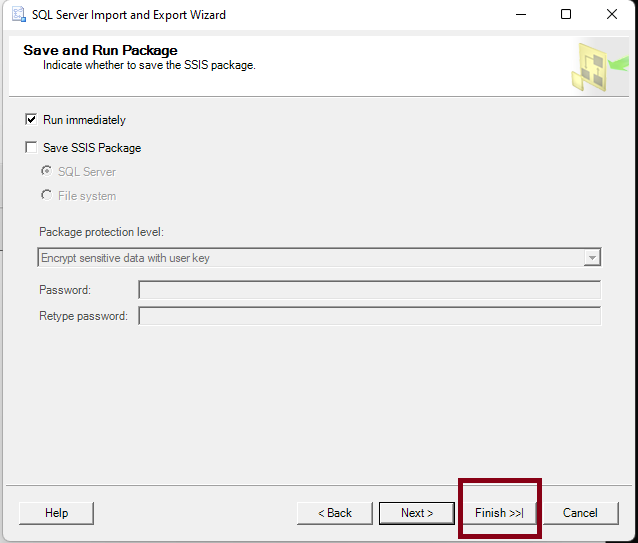 SQL Server Import and Export Wizard
Save and Run Package
Indicate whether to save the SSIS package.
Run immediately
Save SSIS Package
SQL Server
File system
Package protection level:
Encrypt sensitive data with user key
Password:
Retype password:
Help
< Back
Next >
Finish >>|
Cancel